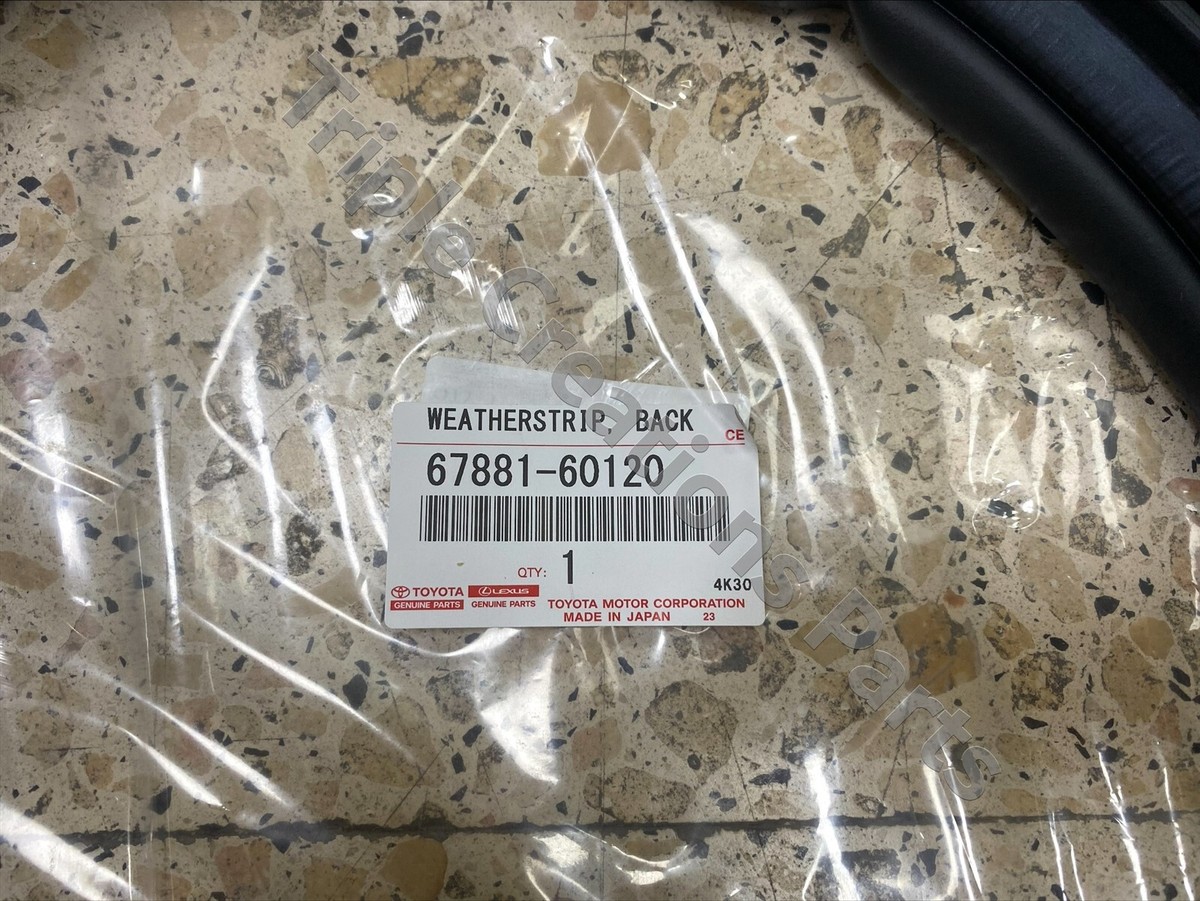 Triple Creations Parts
WEATHERSTRIP, BACK
CE
67881-60120
QTY: 1
4K30
TOYOTA LEXUS
GENUINE PARTS GENUINE PARTS
TOYOTA MOTOR CORPORATION
MADE IN JAPAN 23